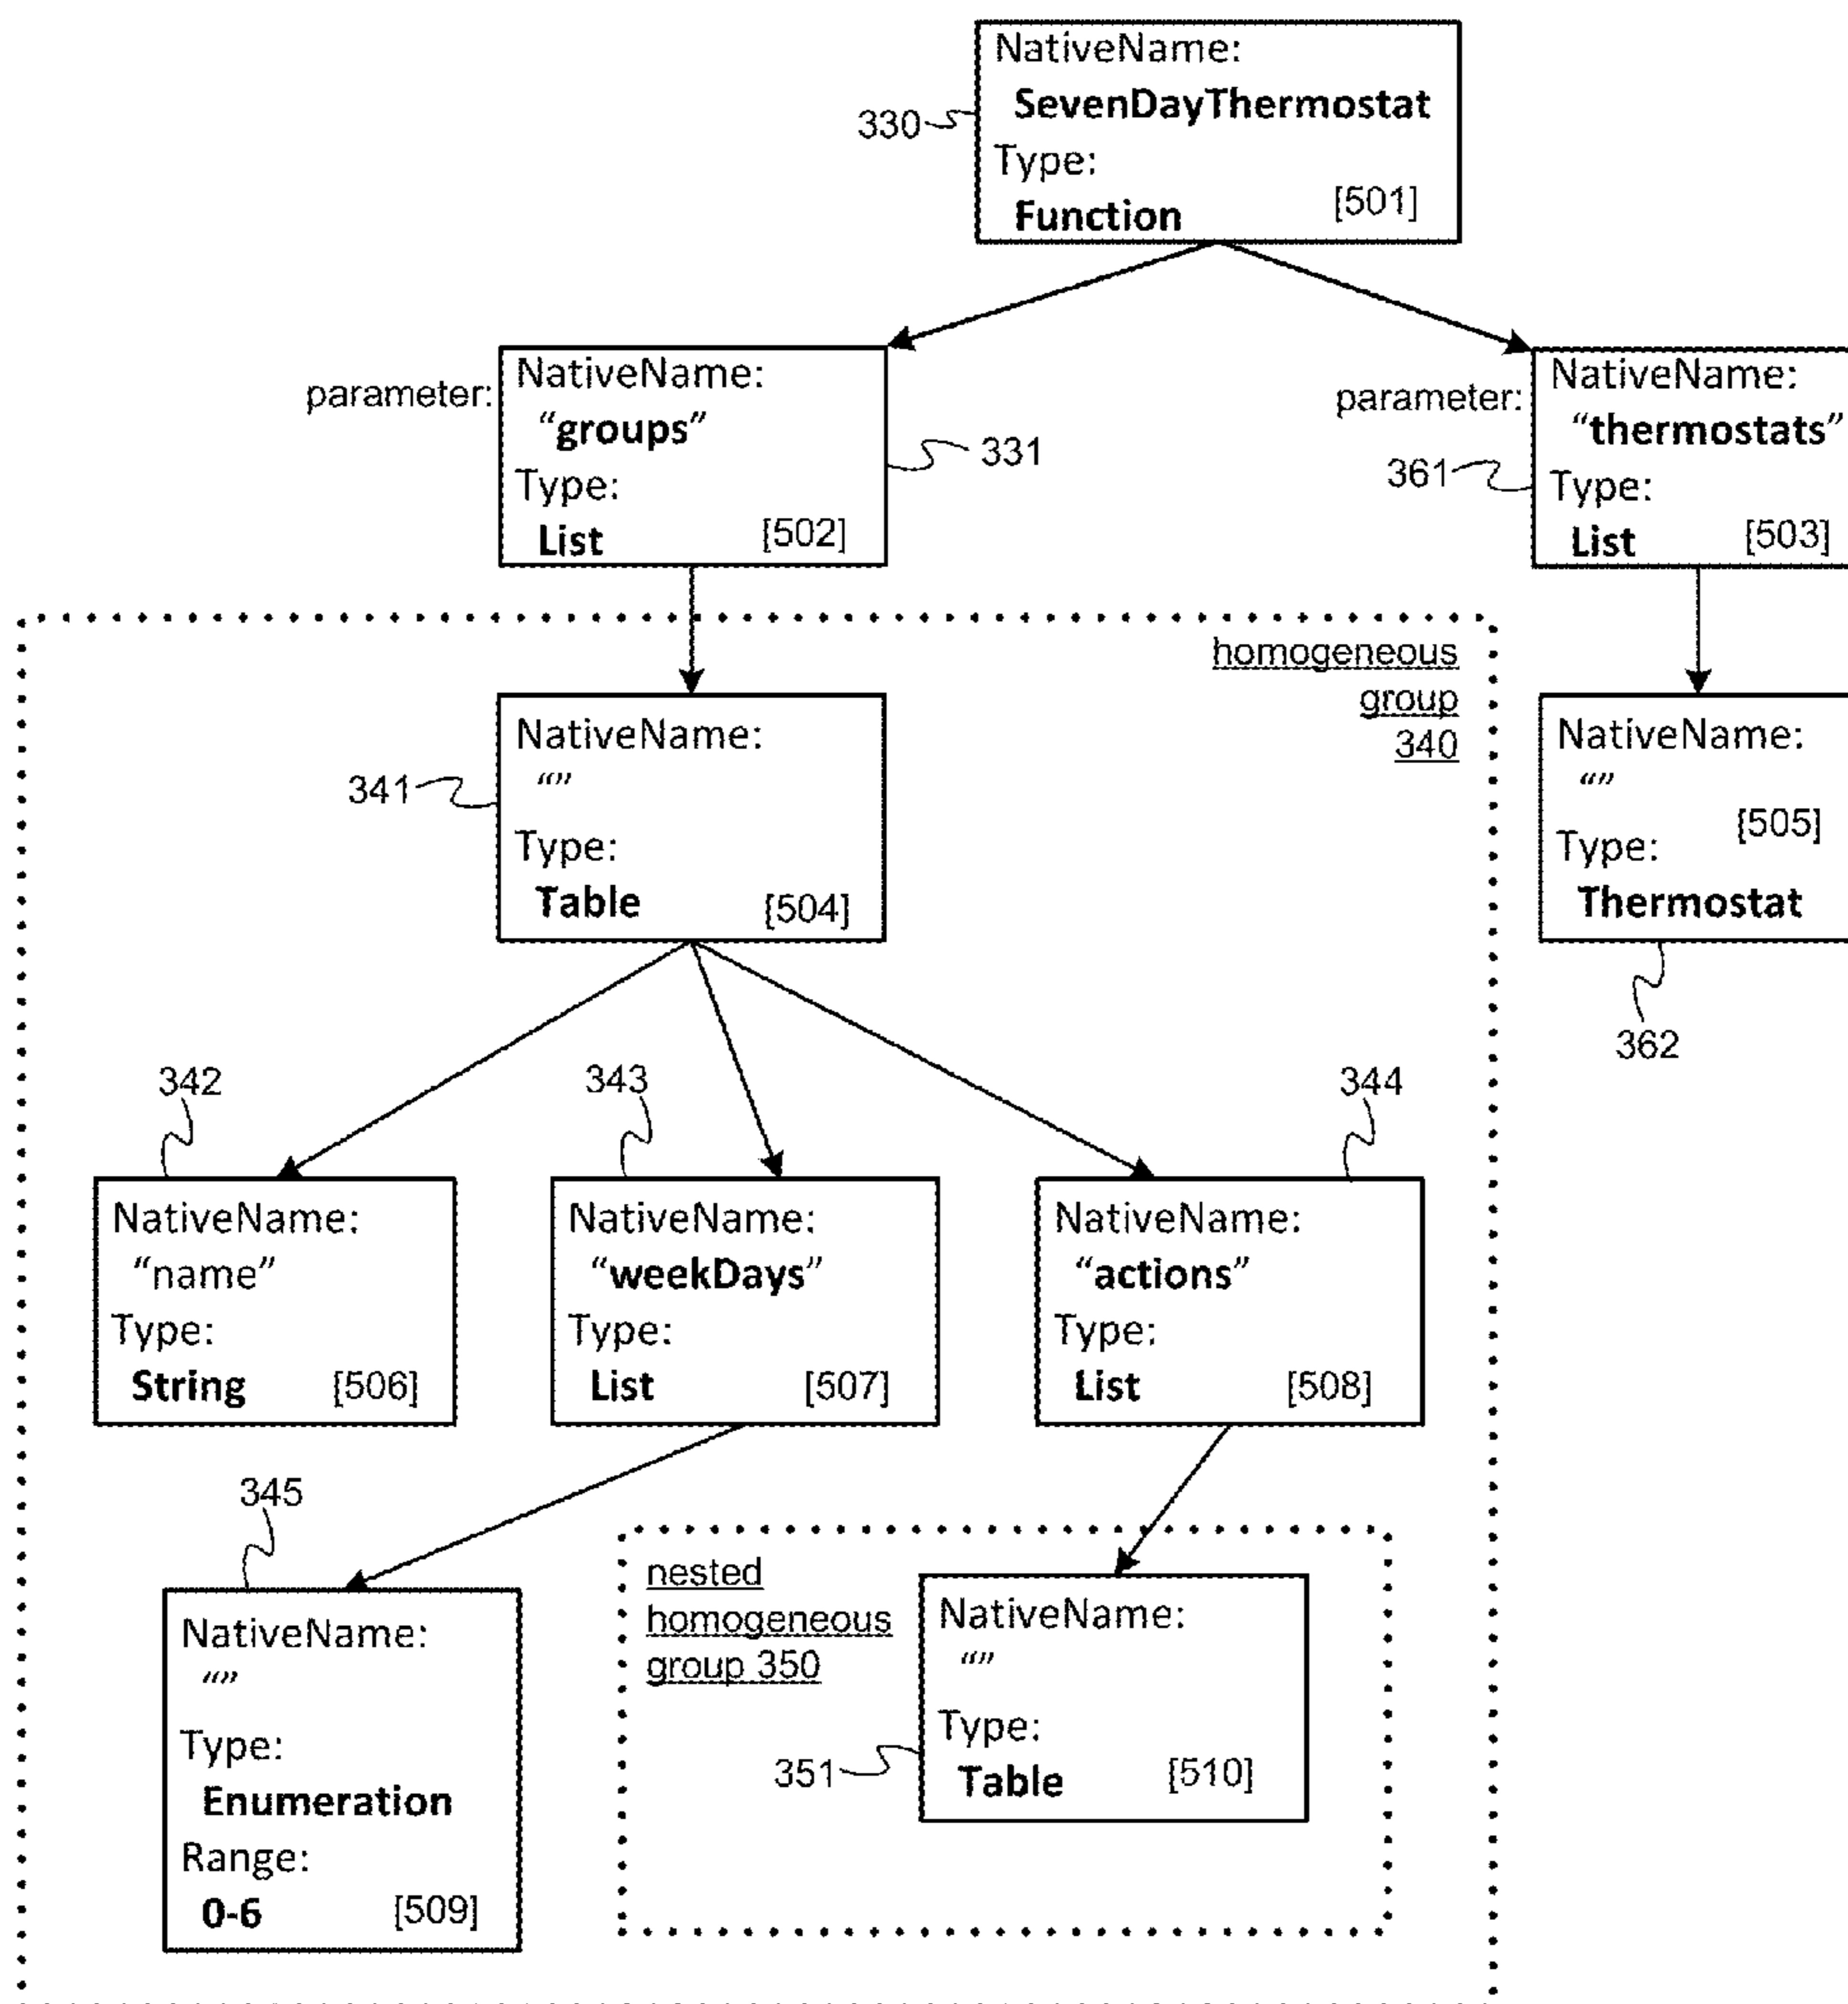 NativeName:
SevenDayThermostat
330
Type:
Function [501]
parameter:
NativeName:
“groups”
331
Type:
List [502]
parameter:
NativeName:
“thermostats”
361
Type:
List [503]
homogeneous
group
340
NativeName:
“”
341
Type:
Table [504]
NativeName:
“”
[505]
Type:
Thermostat
362
342
343
344
NativeName:
“name”
Type:
String [506]
NativeName:
“weekDays”
Type:
List [507]
NativeName:
“actions”
Type:
List [508]
345
NativeName:
“”
Type:
Enumeration
Range:
0-6 [509]
nested
homogeneous
group 350
NativeName:
“”
Type:
351
Table [510]